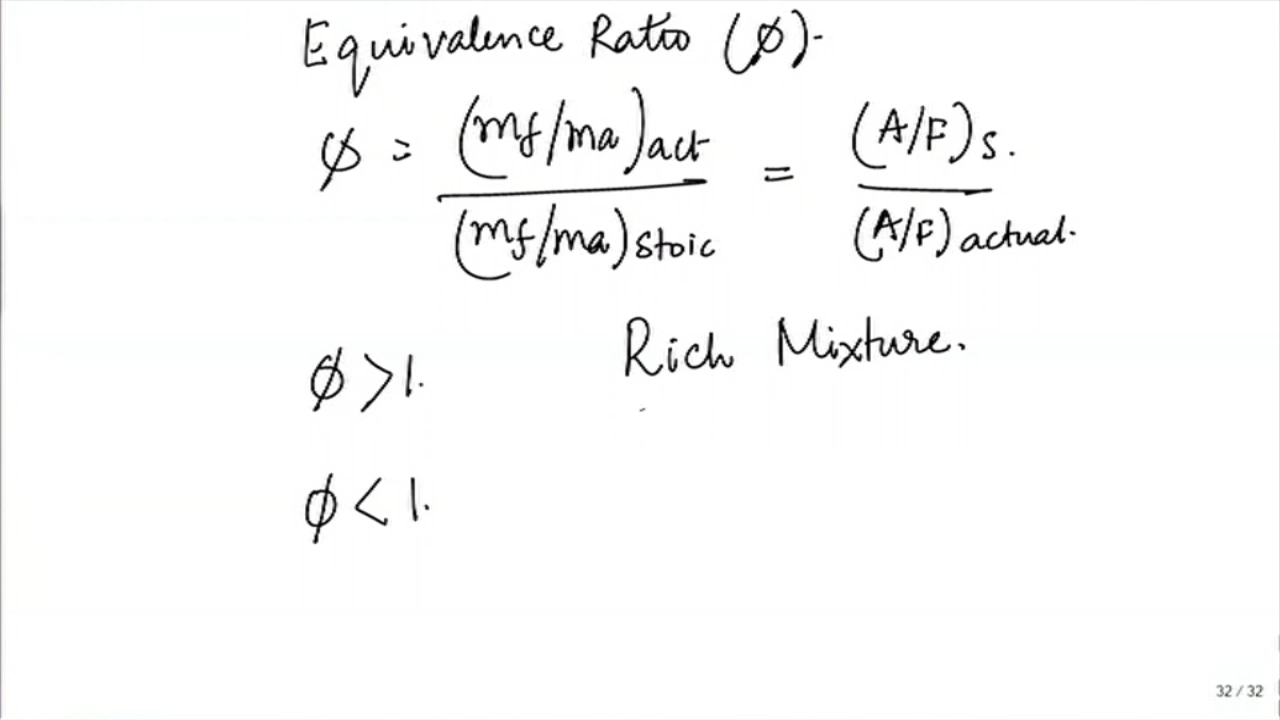 Equivalence Ratio (φ).
φ = (mf/ma)act / (mf/ma)stoic = (A/F)s. / (A/F)actual.
φ > 1. Rich Mixture.
φ < 1.
32 / 32